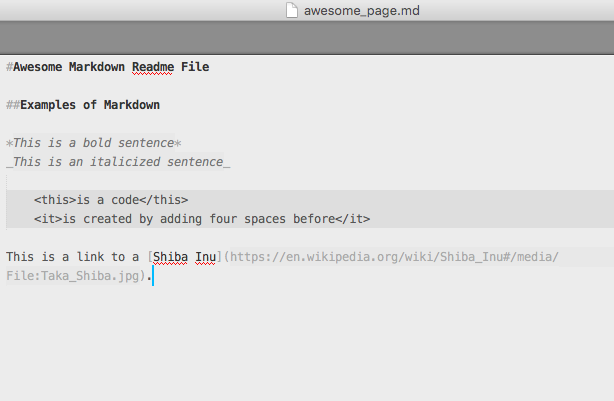 awesome_page.md
#Awesome Markdown Readme File
##Examples of Markdown
*This is a bold sentence*
_This is an italicized sentence_
    <this>is a code</this>
    <it>is created by adding four spaces before</it>
This is a link to a [Shiba Inu](https://en.wikipedia.org/wiki/Shiba_Inu#/media/
File:Taka_Shiba.jpg).